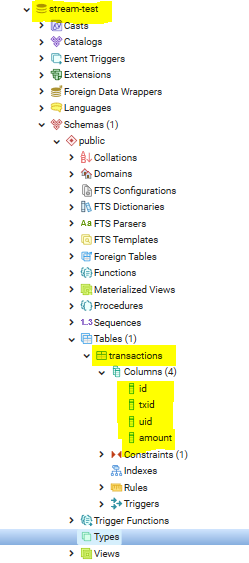 stream-test
Casts
Catalogs
Event Triggers
Extensions
Foreign Data Wrappers
Languages
Schemas (1)
public
Collations
Domains
FTS Configurations
FTS Dictionaries
Aa FTS Parsers
FTS Templates
Foreign Tables
Functions
Materialized Views
Procedures
1..3 Sequences
Tables (1)
transactions
Columns (4)
id
txid
uid
amount
Constraints (1)
Indexes
Rules
Triggers
Trigger Functions
Types
Views